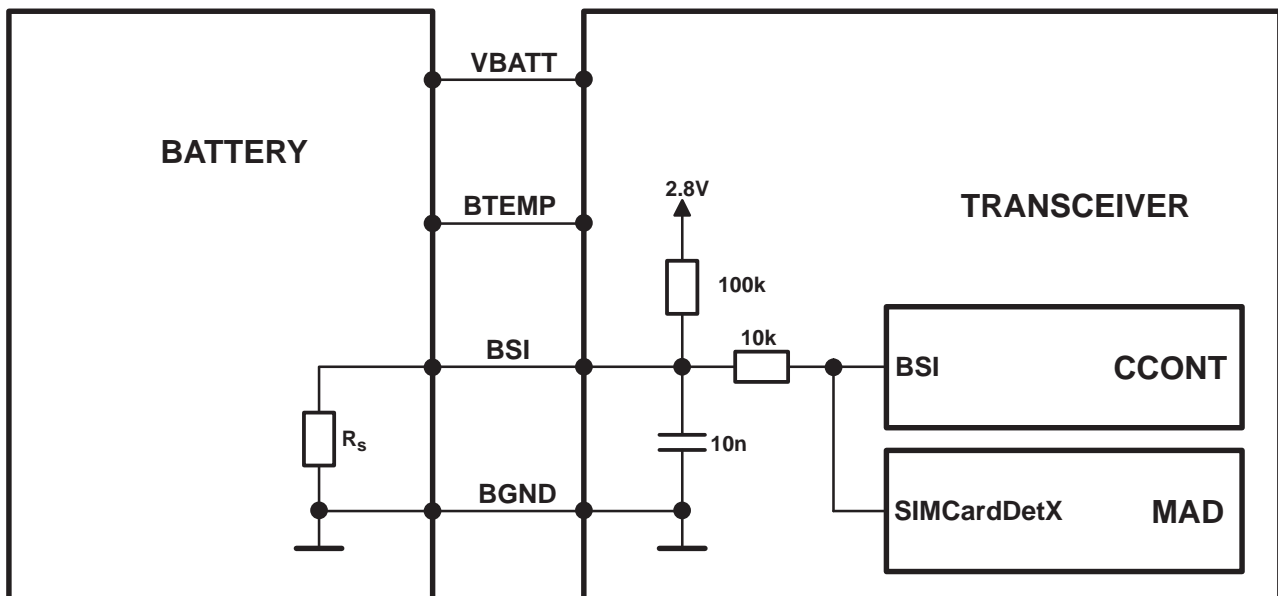 VBATT
BATTERY
2.8V
BTEMP
TRANSCEIVER
100k
10k
BSI
BSI
CCONT
Rs
10n
BGND
SIMCardDetX
MAD